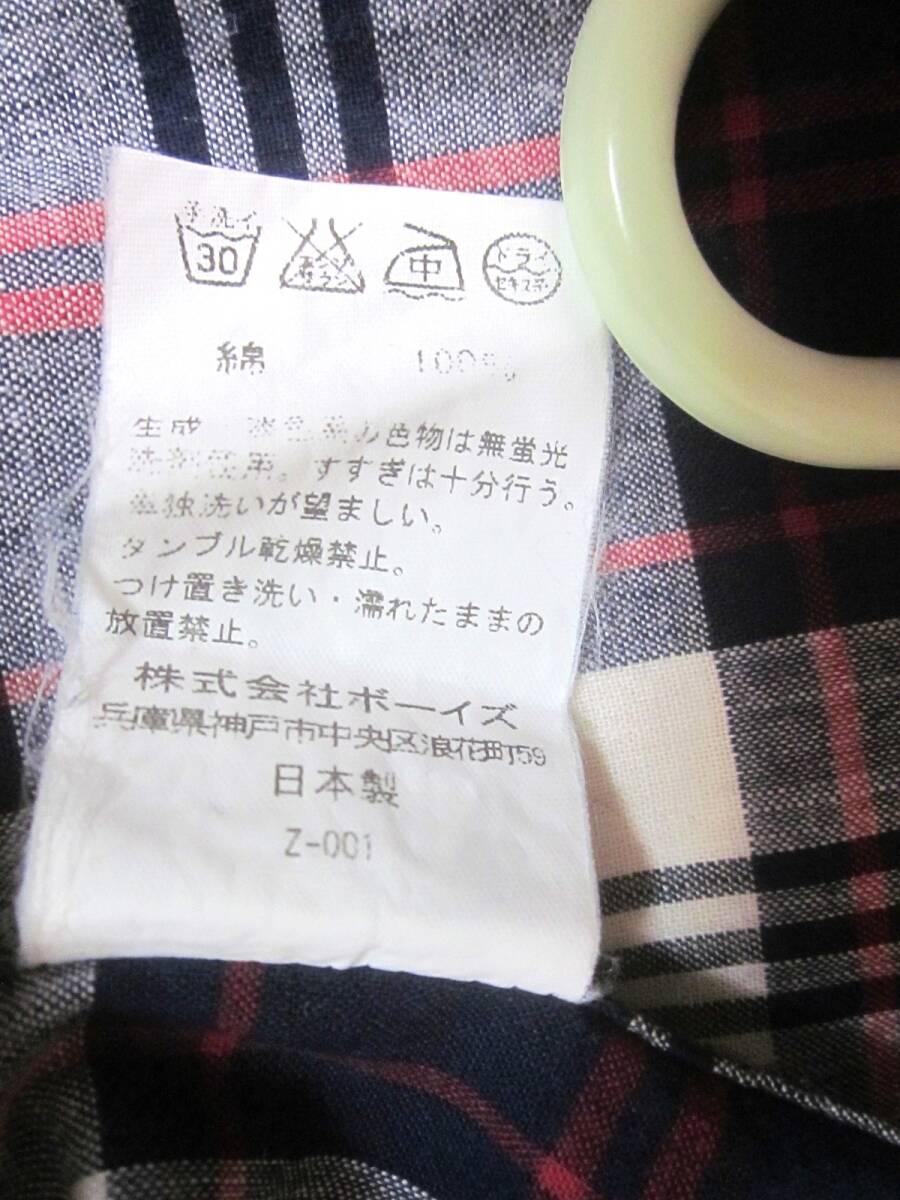 手洗イ 30 中 ドライ セキユ系
綿 100%
生成 淡色系の色物は無蛍光
洗剤使用。すすぎは十分行う。
単独洗いが望ましい。
タンブル乾燥禁止。
つけ置き洗い・濡れたままの
放置禁止。
株式会社ボーイズ
兵庫県神戸市中央区浪花町59
日本製
Z-001